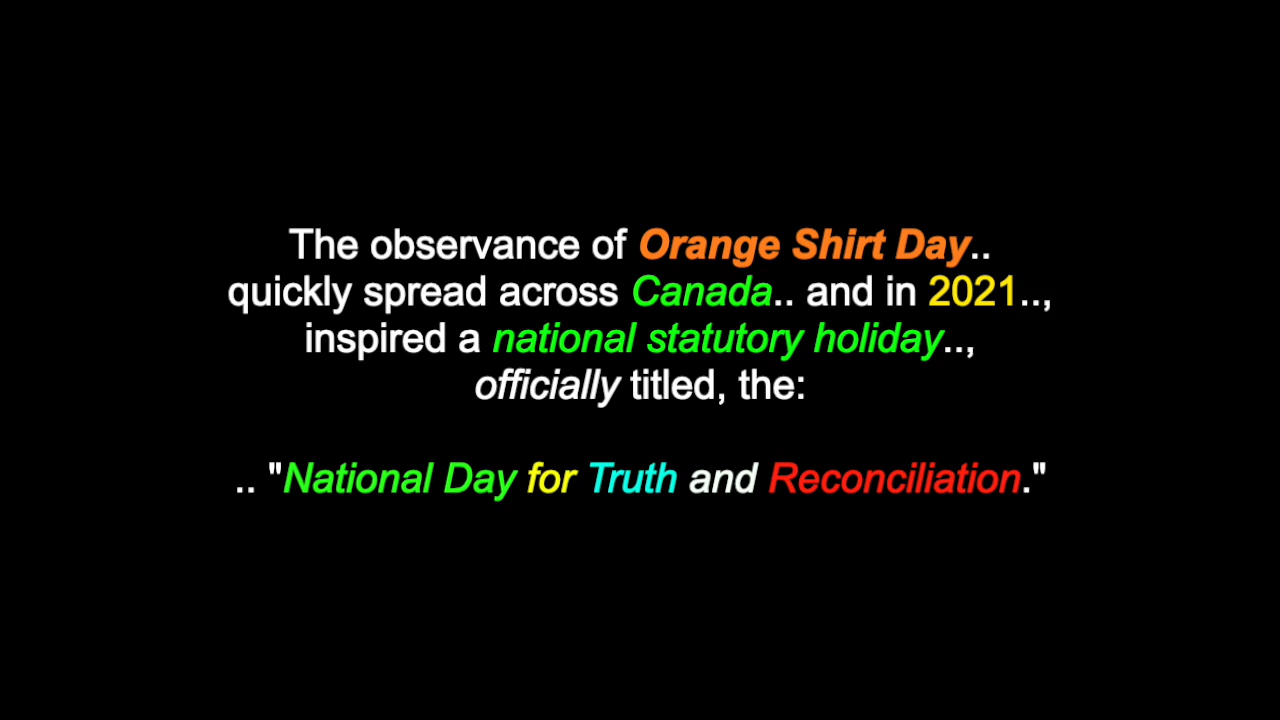 The observance of Orange Shirt Day..
quickly spread across Canada.. and in 2021..,
inspired a national statutory holiday..,
officially titled, the:
.. "National Day for Truth and Reconciliation."